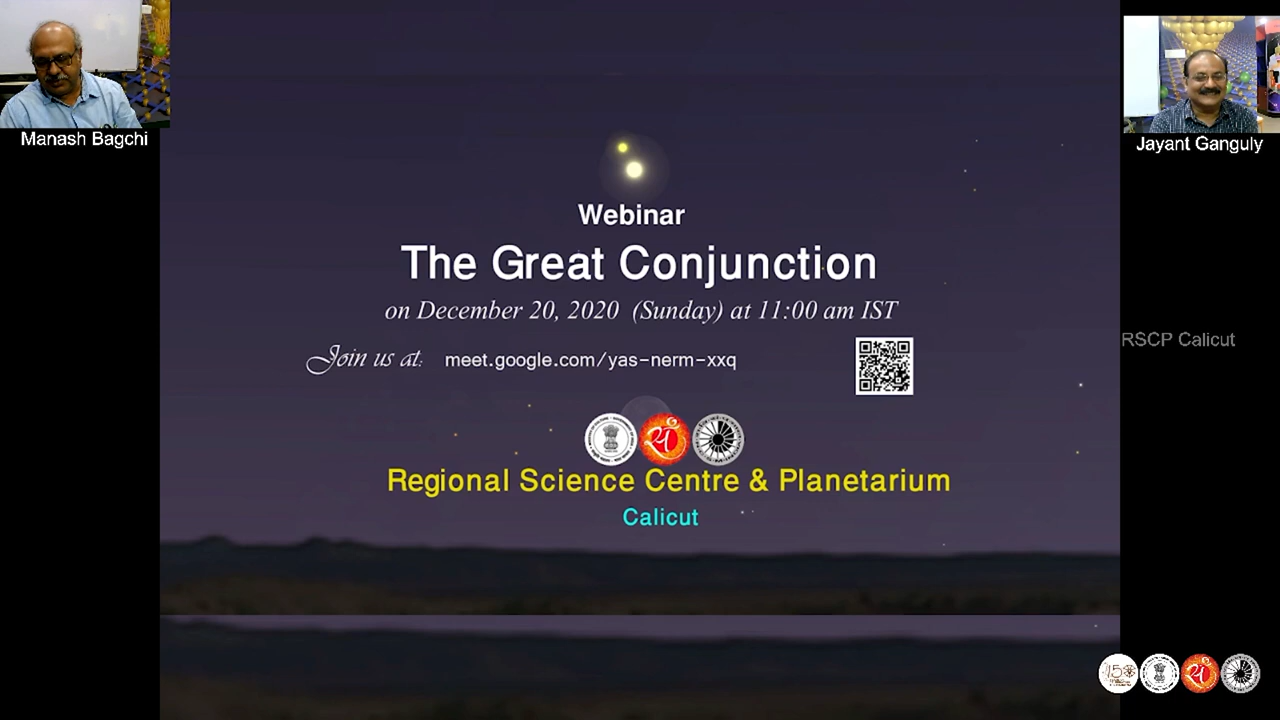 Manash Bagchi
Jayant Ganguly
Webinar
The Great Conjunction
on December 20, 2020 (Sunday) at 11:00 am IST
Join us at: meet.google.com/yas-nerm-xxq
RSCP Calicut
Regional Science Centre & Planetarium
Calicut
150